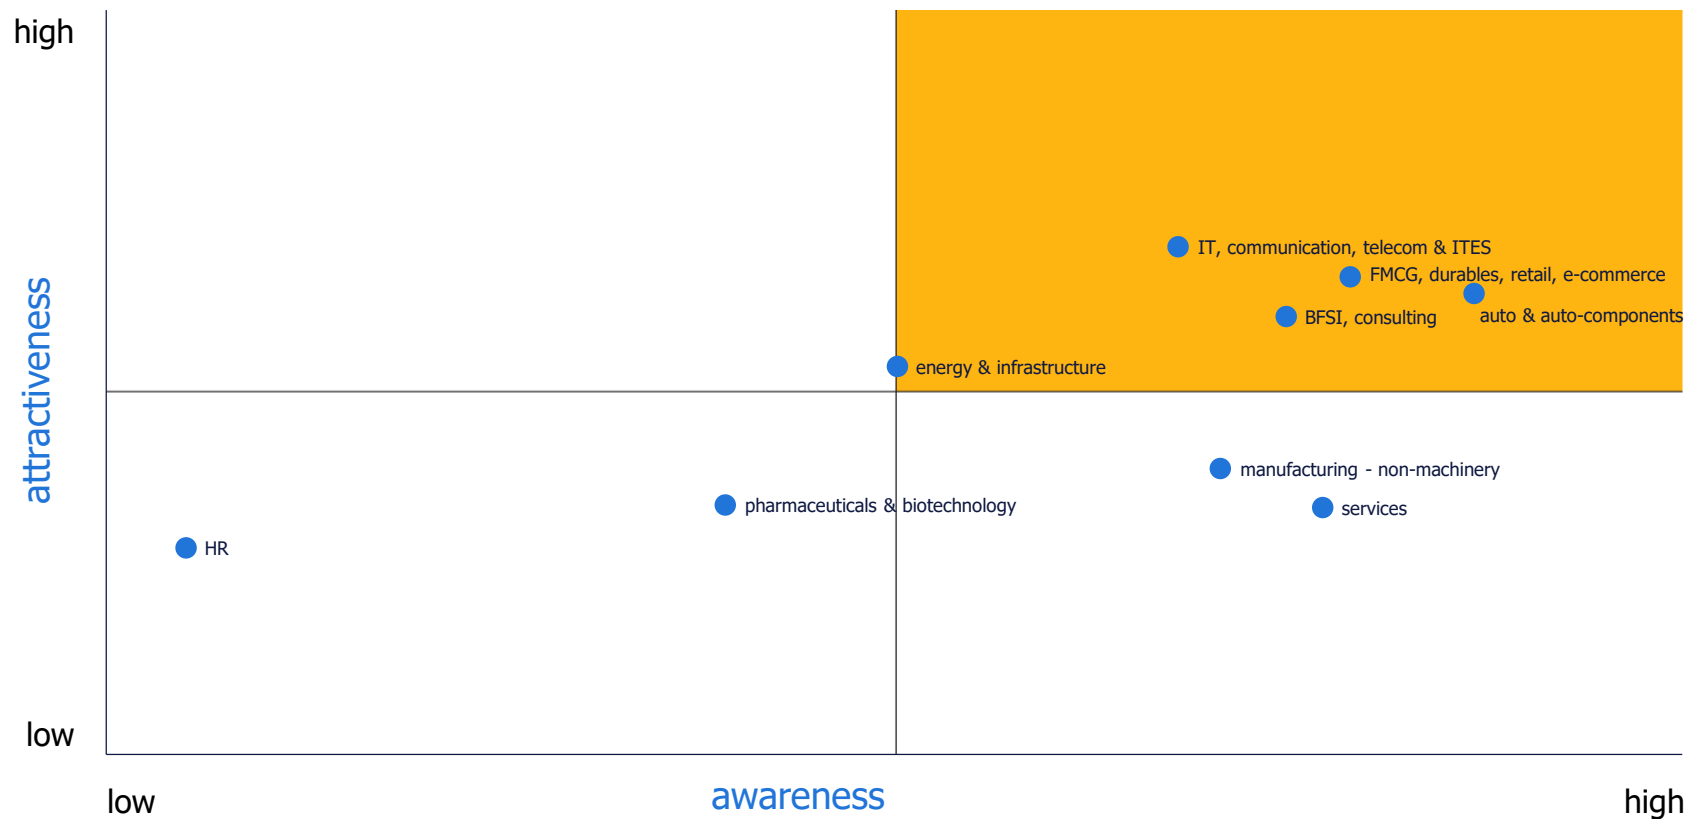 high
IT, communication, telecom & ITES
FMCG, durables, retail, e-commerce
auto & auto-components
BFSI, consulting
energy & infrastructure
attractiveness
manufacturing - non-machinery
pharmaceuticals & biotechnology
services
HR
low
low
awareness
high